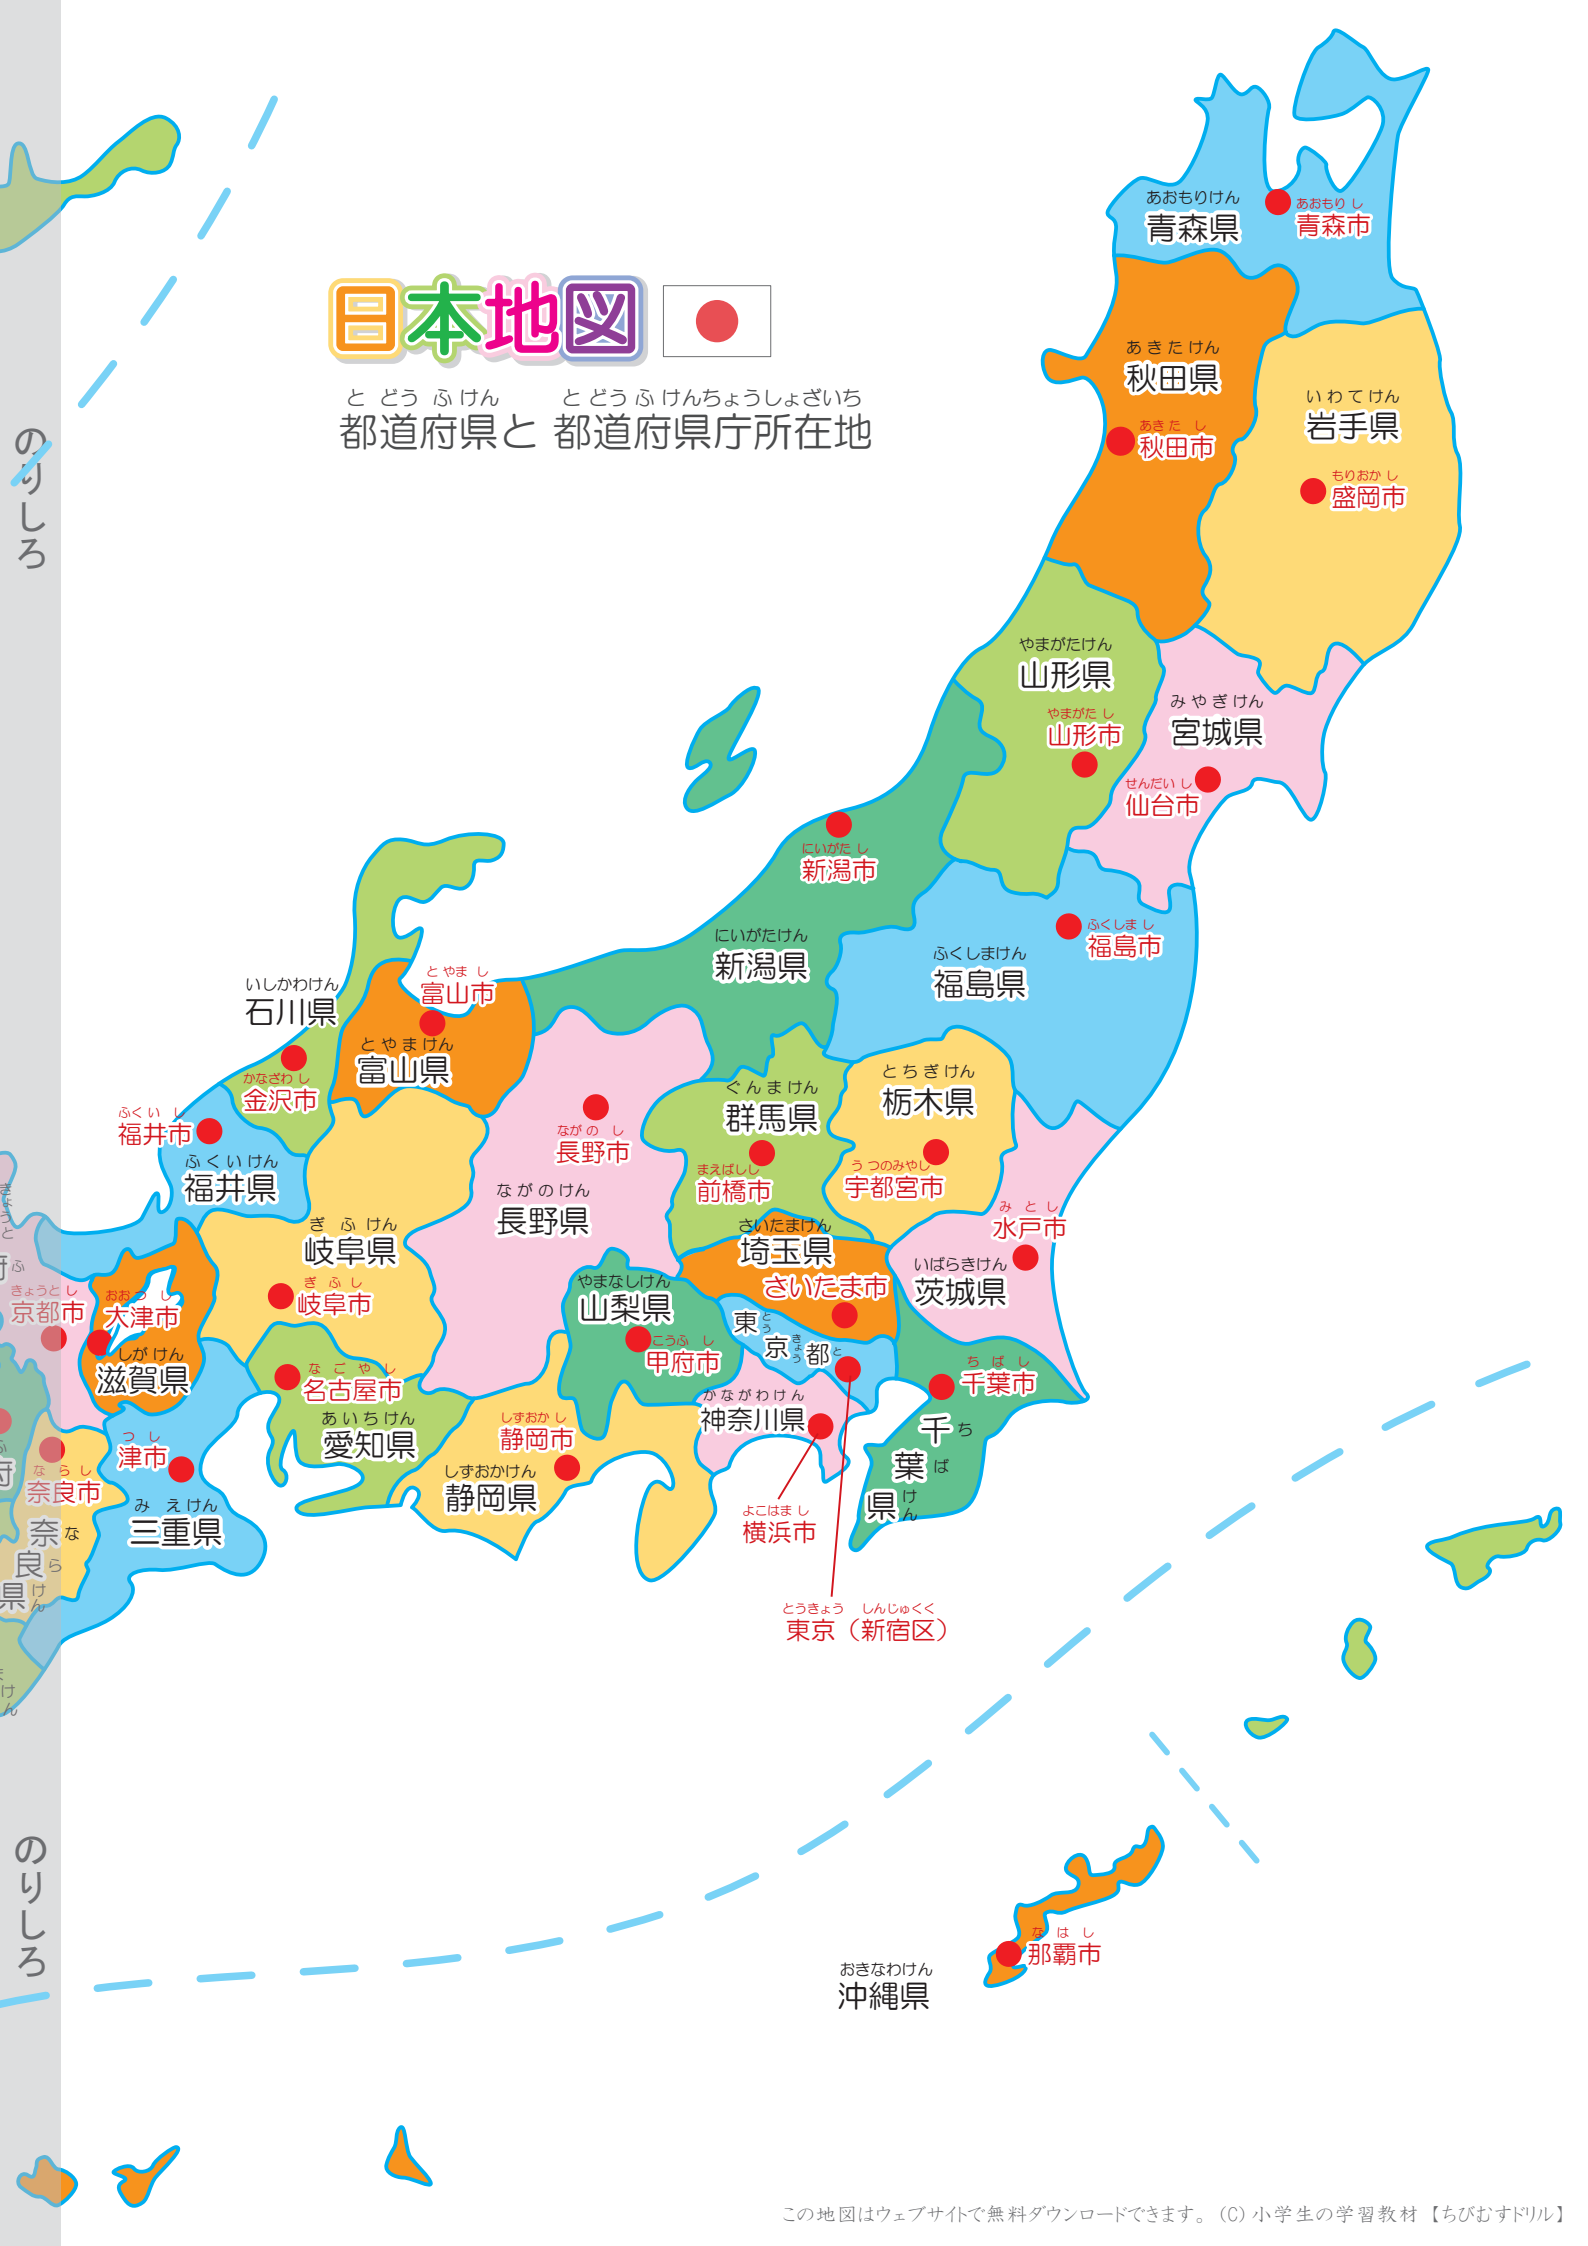 日本地図
とどうふけんと とどうふけんちょうしょざいち
都道府県と 都道府県庁所在地
のりしろ
あおもりけん
青森県
あおもりし
青森市
あきたけん
秋田県
あきたし
秋田市
いわてけん
岩手県
もりおかし
盛岡市
やまがたけん
山形県
やまがたし
山形市
みやぎけん
宮城県
せんだいし
仙台市
にいがたし
新潟市
にいがたけん
新潟県
ふくしまし
福島市
ふくしまけん
福島県
いしかわけん
石川県
かなざわし
金沢市
とやまし
富山市
とやまけん
富山県
ふくいし
福井市
ふくいけん
福井県
ながのし
長野市
ながのけん
長野県
ぐんまけん
群馬県
まえばしし
前橋市
とちぎけん
栃木県
うつのみやし
宇都宮市
みとし
水戸市
いばらきけん
茨城県
さいたまけん
埼玉県
さいたま市
ぎふけん
岐阜県
ぎふし
岐阜市
やまなしけん
山梨県
こうふし
甲府市
東京都
とうきょうと
きょうとし
京都市
おおつし
大津市
しがけん
滋賀県
なごやし
名古屋市
あいちけん
愛知県
しずおかし
静岡市
しずおかけん
静岡県
かながわけん
神奈川県
よこはまし
横浜市
ちばし
千葉市
千葉県
ちばけん
つし
津市
みえけん
三重県
ならし
奈良市
奈良県
ならけん
とうきょう しんじゅくく
東京（新宿区）
のりしろ
なはし
那覇市
おきなわけん
沖縄県
この地図はウェブサイトで無料ダウンロードできます。（C）小学生の学習教材【ちびむすドリル】